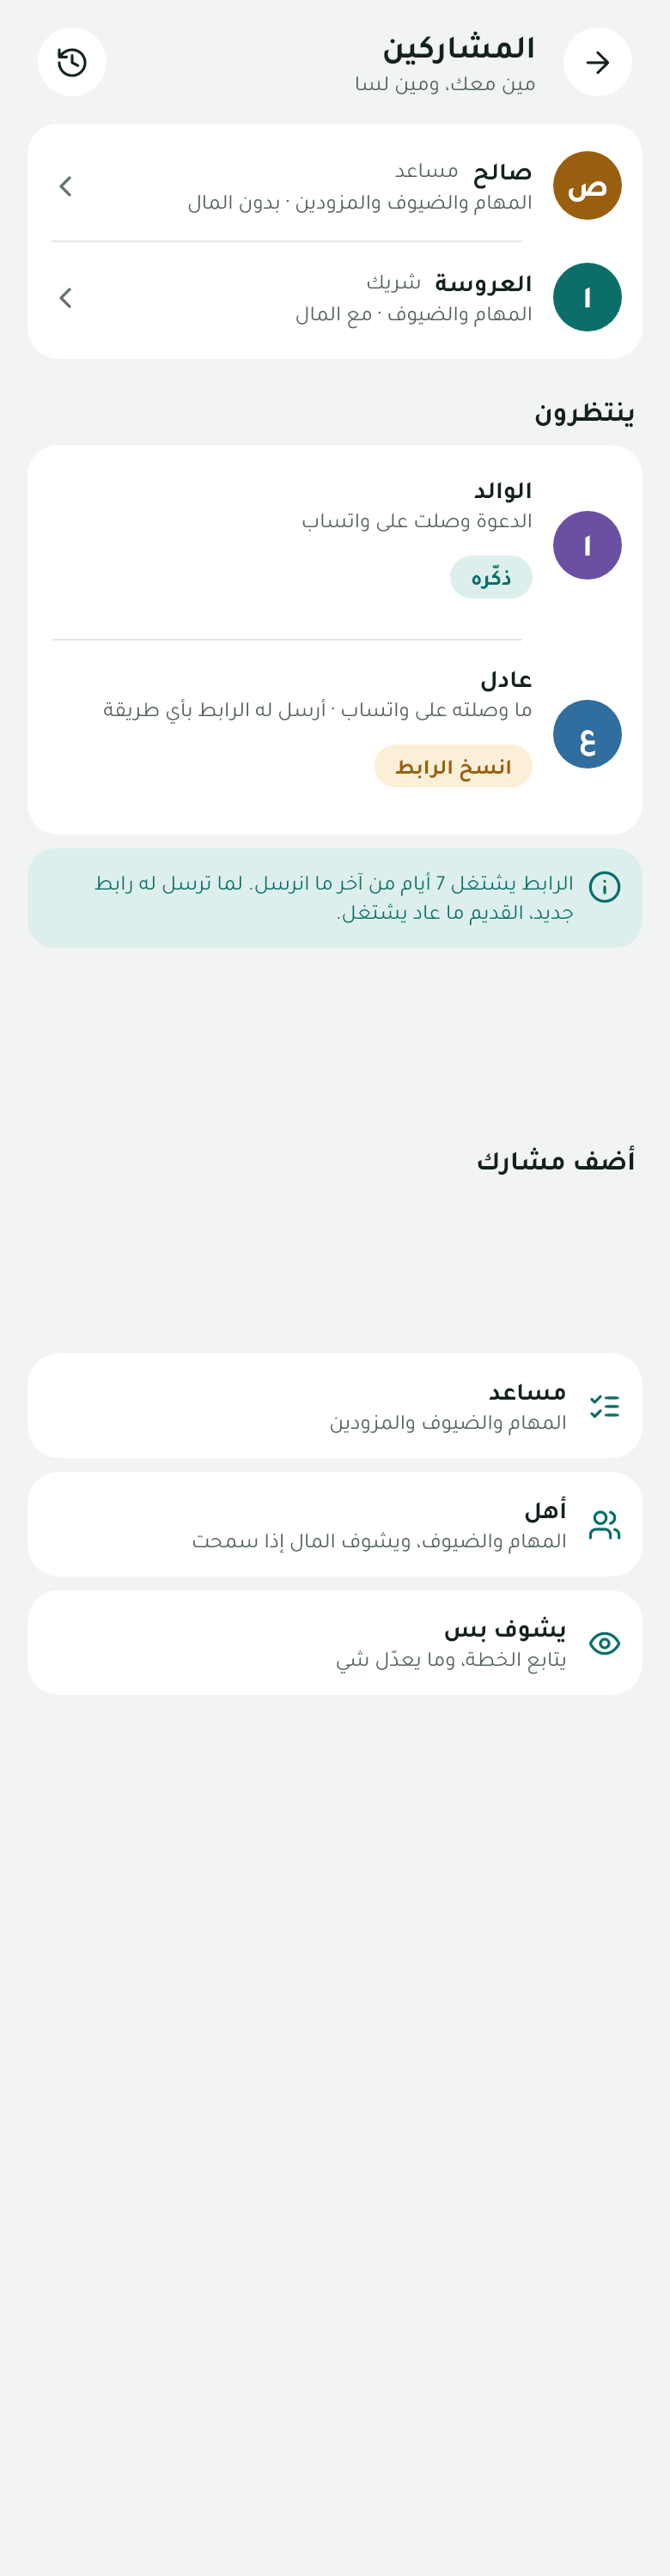 المشاركين
مين معك، ومين لسا
ص
صالح مساعد
المهام والضيوف والمزودين · بدون المال
ا
العروسة شريك
المهام والضيوف · مع المال
ينتظرون
ا
الوالد
الدعوة وصلت على واتساب
ذكّره
ع
عادل
ما وصلته على واتساب · أرسل له الرابط بأي طريقة
انسخ الرابط
الرابط يشتغل 7 أيام من آخر ما انرسل. لما ترسل له رابط
جديد، القديم ما عاد يشتغل.
أضف مشارك
مساعد
المهام والضيوف والمزودين
أهل
المهام والضيوف، ويشوف المال إذا سمحت
يشوف بس
يتابع الخطة، وما يعدّل شي